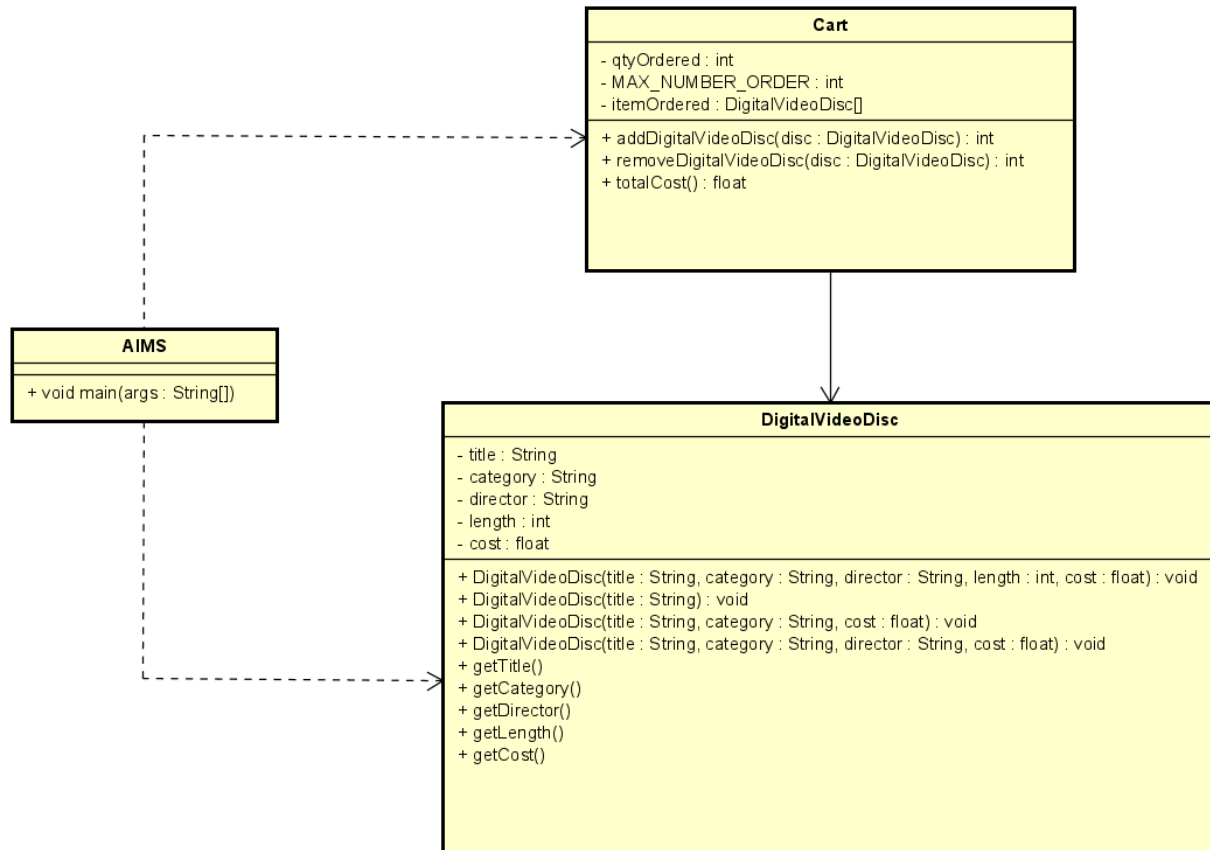 Cart
- qtyOrdered : int
- MAX_NUMBER_ORDER : int
- itemOrdered : DigitalVideoDisc[]
+ addDigitalVideoDisc(disc : DigitalVideoDisc) : int
+ removeDigitalVideoDisc(disc : DigitalVideoDisc) : int
+ totalCost() : float
AIMS
+ void main(args : String[])
DigitalVideoDisc
- title : String
- category : String
- director : String
- length : int
- cost : float
+ DigitalVideoDisc(title : String, category : String, director : String, length : int, cost : float) : void
+ DigitalVideoDisc(title : String) : void
+ DigitalVideoDisc(title : String, category : String, cost : float) : void
+ DigitalVideoDisc(title : String, category : String, director : String, cost : float) : void
+ getTitle()
+ getCategory()
+ getDirector()
+ getLength()
+ getCost()